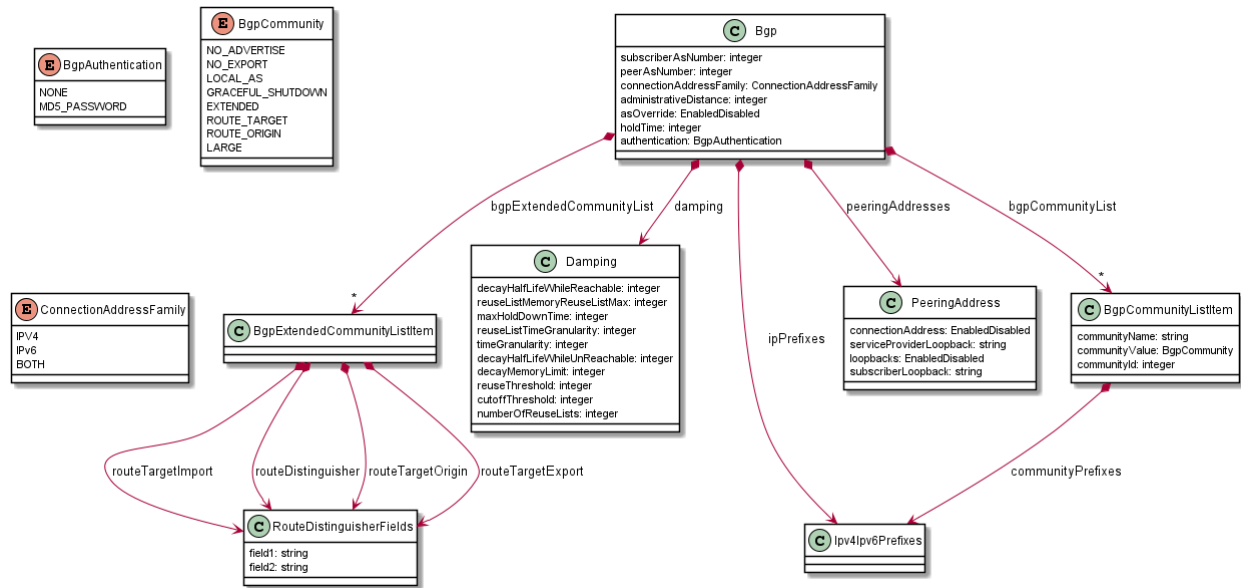 E BgpAuthentication
NONE
MD5_PASSWORD
E BgpCommunity
NO_ADVERTISE
NO_EXPORT
LOCAL_AS
GRACEFUL_SHUTDOWN
EXTENDED
ROUTE_TARGET
ROUTE_ORIGIN
LARGE
C Bgp
subscriberAsNumber: integer
peerAsNumber: integer
connectionAddressFamily: ConnectionAddressFamily
administrativeDistance: integer
asOverride: EnabledDisabled
holdTime: integer
authentication: BgpAuthentication
bgpExtendedCommunityList
damping
peeringAddresses
bgpCommunityList
*
*
E ConnectionAddressFamily
IPV4
IPv6
BOTH
C BgpExtendedCommunityListItem
C Damping
decayHalfLifeWhileReachable: integer
reuseListMemoryReuseListMax: integer
maxHoldDownTime: integer
reuseListTimeGranularity: integer
timeGranularity: integer
decayHalfLifeWhileUnReachable: integer
decayMemoryLimit: integer
reuseThreshold: integer
cutoffThreshold: integer
numberOfReuseLists: integer
ipPrefixes
C PeeringAddress
connectionAddress: EnabledDisabled
serviceProviderLoopback: string
loopbacks: EnabledDisabled
subscriberLoopback: string
C BgpCommunityListItem
communityName: string
communityValue: BgpCommunity
communityId: integer
routeTargetImport
routeDistinguisher
routeTargetOrigin
routeTargetExport
communityPrefixes
C RouteDistinguisherFields
field1: string
field2: string
C Ipv4Ipv6Prefixes